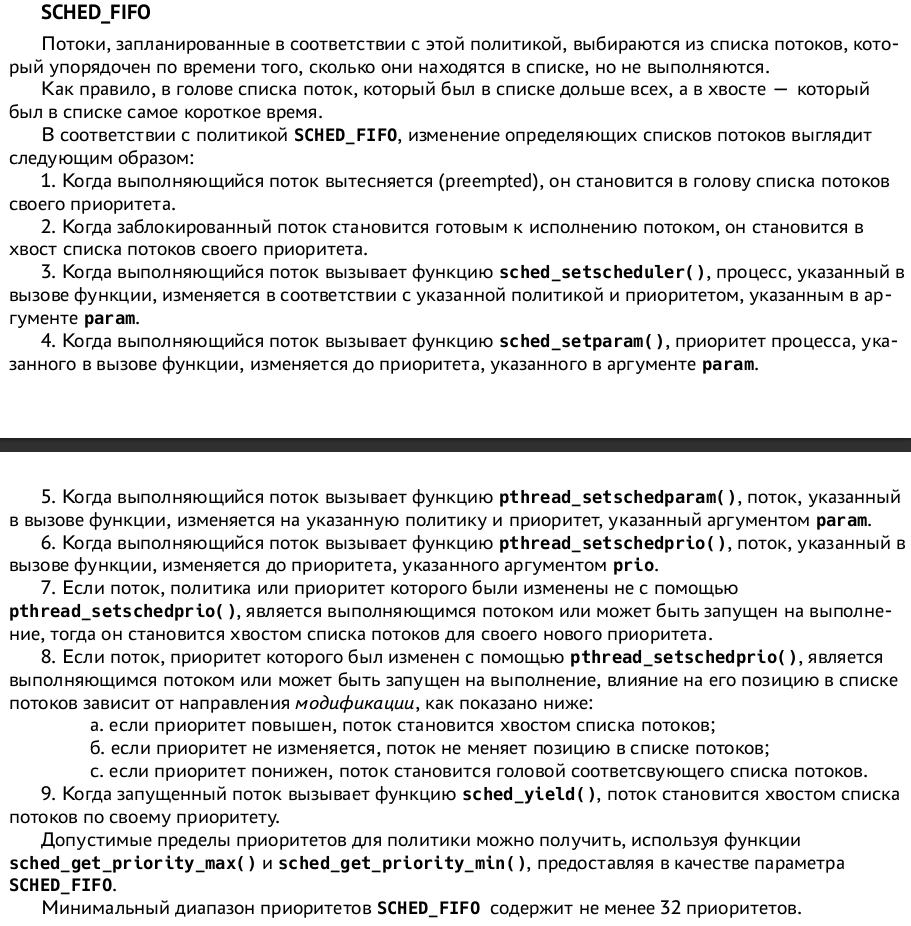 SCHED_FIFO
Потоки, запланированные в соответствии с этой политикой, выбираются из списка потоков, кото-
рый упорядочен по времени того, сколько они находятся в списке, но не выполняются.
Как правило, в голове списка поток, который был в списке дольше всех, а в хвосте — который
был в списке самое короткое время.
В соответствии с политикой SCHED_FIFO, изменение определяющих списков потоков выглядит
следующим образом:
1. Когда выполняющийся поток вытесняется (preempted), он становится в голову списка потоков
своего приоритета.
2. Когда заблокированный поток становится готовым к исполнению потоком, он становится в
хвост списка потоков своего приоритета.
3. Когда выполняющийся поток вызывает функцию sched_setscheduler(), процесс, указанный в
вызове функции, изменяется в соответствии с указанной политикой и приоритетом, указанным в ар-
гументе param.
4. Когда выполняющийся поток вызывает функцию sched_setparam(), приоритет процесса, ука-
занного в вызове функции, изменяется до приоритета, указанного в аргументе param.
5. Когда выполняющийся поток вызывает функцию pthread_setschedparam(), поток, указанный
в вызове функции, изменяется на указанную политику и приоритет, указанный аргументом param.
6. Когда выполняющийся поток вызывает функцию pthread_setschedprio(), поток, указанный в
вызове функции, изменяется до приоритета, указанного аргументом prio.
7. Если поток, политика или приоритет которого были изменены не с помощью
pthread_setschedprio(), является выполняющимся потоком или может быть запущен на выполне-
ние, тогда он становится хвостом списка потоков для своего нового приоритета.
8. Если поток, приоритет которого был изменен с помощью pthread_setschedprio(), является
выполняющимся потоком или может быть запущен на выполнение, влияние на его позицию в списке
потоков зависит от направления модификации, как показано ниже:
а. если приоритет повышен, поток становится хвостом списка потоков;
б. если приоритет не изменяется, поток не меняет позицию в списке потоков;
с. если приоритет понижен, поток становится головой соответсвующего списка потоков.
9. Когда запущенный поток вызывает функцию sched_yield(), поток становится хвостом списка
потоков по своему приоритету.
Допустимые пределы приоритетов для политики можно получить, используя функции
sched_get_priority_max() и sched_get_priority_min(), предоставляя в качестве параметра
SCHED_FIFO.
Минимальный диапазон приоритетов SCHED_FIFO содержит не менее 32 приоритетов.